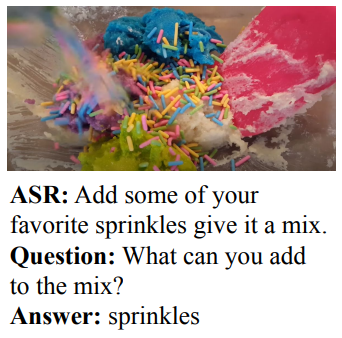 ASR: Add some of your
favorite sprinkles give it a mix.
Question: What can you add
to the mix?
Answer: sprinkles